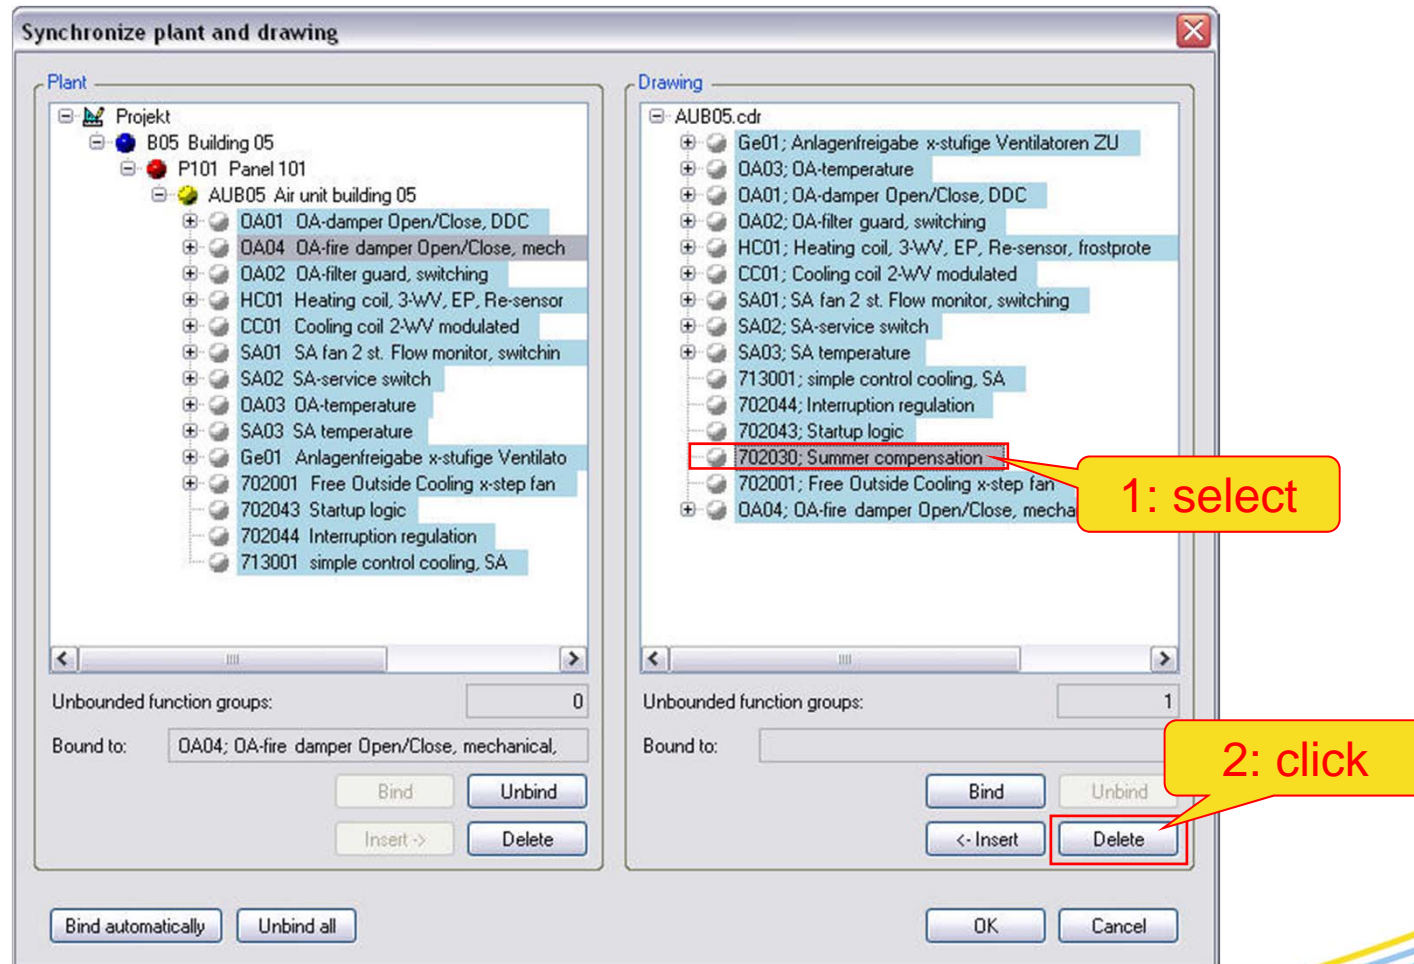 Synchronize plant and drawing
Plant
Projekt
B05 Building 05
P101 Panel 101
AUB05 Air unit building 05
OA01 OA-damper Open/Close, DDC
OA04 OA-fire damper Open/Close, mech
OA02 OA-filter guard, switching
HC01 Heating coil, 3-WV, EP, Re-sensor
CC01 Cooling coil 2-WV modulated
SA01 SA fan 2 st. Flow monitor, switchin
SA02 SA-service switch
OA03 OA-temperature
SA03 SA temperature
Ge01 Anlagenfreigabe x-stufige Ventilato
702001 Free Outside Cooling x-step fan
702043 Startup logic
702044 Interruption regulation
713001 simple control cooling, SA
Unbounded function groups: 0
Bound to: OA04; OA-fire damper Open/Close, mechanical,
Bind Unbind
Insert -> Delete
Drawing
AUB05.cdr
Ge01; Anlagenfreigabe x-stufige Ventilatoren ZU
OA03; OA-temperature
OA01; OA-damper Open/Close, DDC
OA02; OA-filter guard, switching
HC01; Heating coil, 3-WV, EP, Re-sensor, frostprote
CC01; Cooling coil 2-WV modulated
SA01; SA fan 2 st. Flow monitor, switching
SA02; SA-service switch
SA03; SA temperature
713001; simple control cooling, SA
702044; Interruption regulation
702043; Startup logic
702030; Summer compensation
702001; Free Outside Cooling x-step fan
OA04; OA-fire damper Open/Close, mecha
1: select
Unbounded function groups: 1
Bound to:
2: click
Bind Unbind
<- Insert Delete
Bind automatically Unbind all OK Cancel